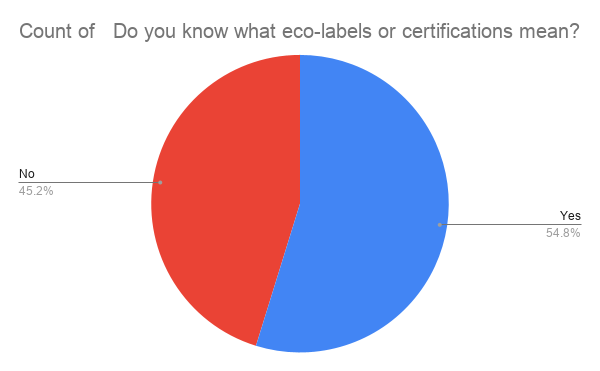 Count of   Do you know what eco-labels or certifications mean?
No
45.2%
Yes
54.8%